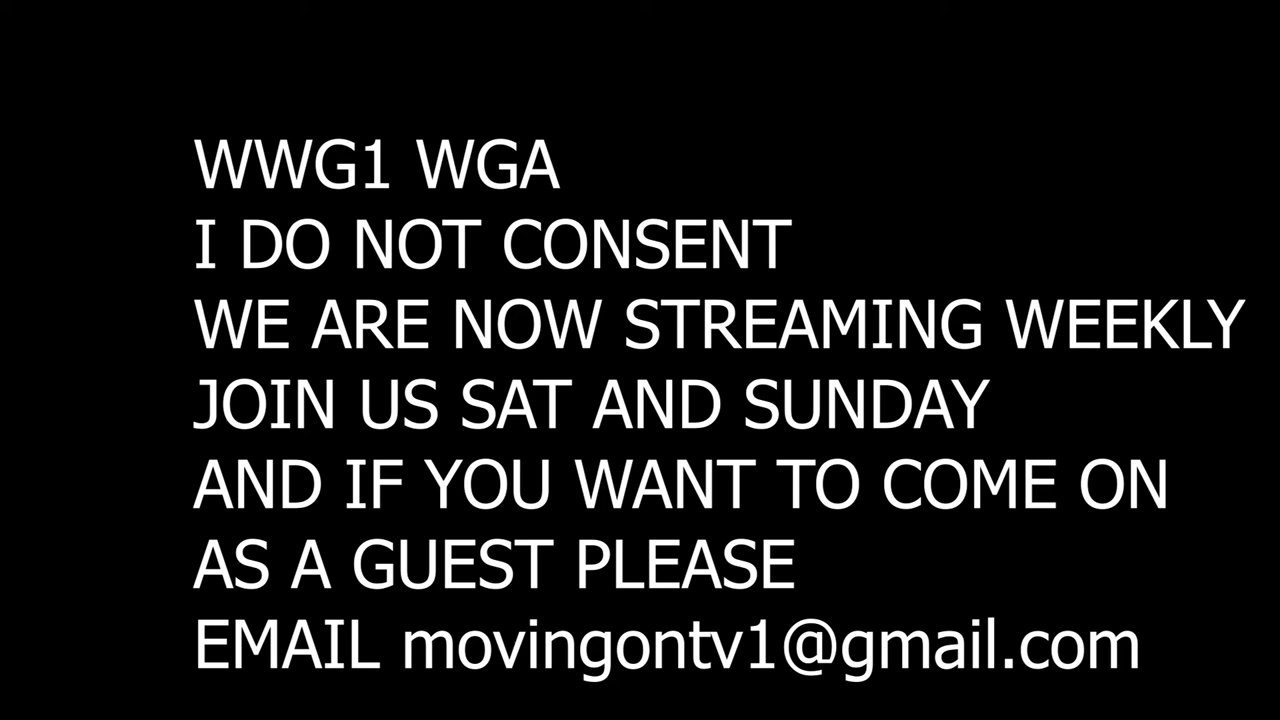 WWG1 WGA
I DO NOT CONSENT
WE ARE NOW STREAMING WEEKLY
JOIN US SAT AND SUNDAY
AND IF YOU WANT TO COME ON
AS A GUEST PLEASE
EMAIL movingontv1@gmail.com